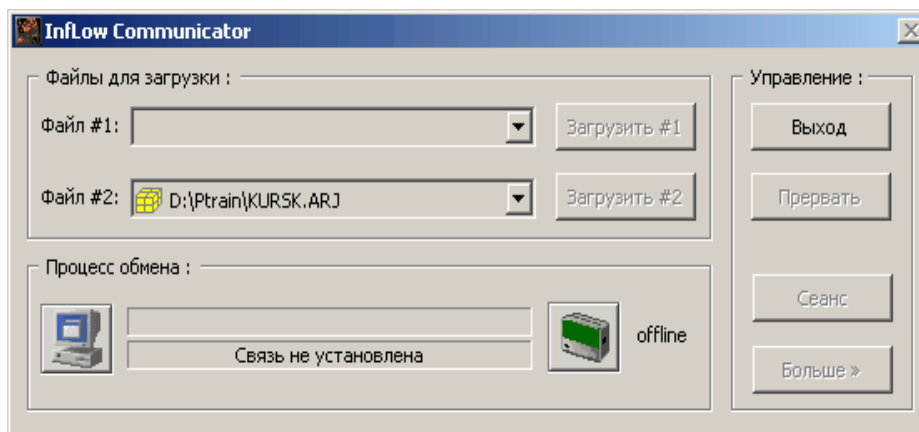 InfLow Communicator
Файлы для загрузки :
Файл #1:
Загрузить #1
Файл #2:
D:\Ptrain\KURSK.ARJ
Загрузить #2
Процесс обмена :
Связь не установлена
offline
Управление :
Выход
Прервать
Сеанс
Больше »